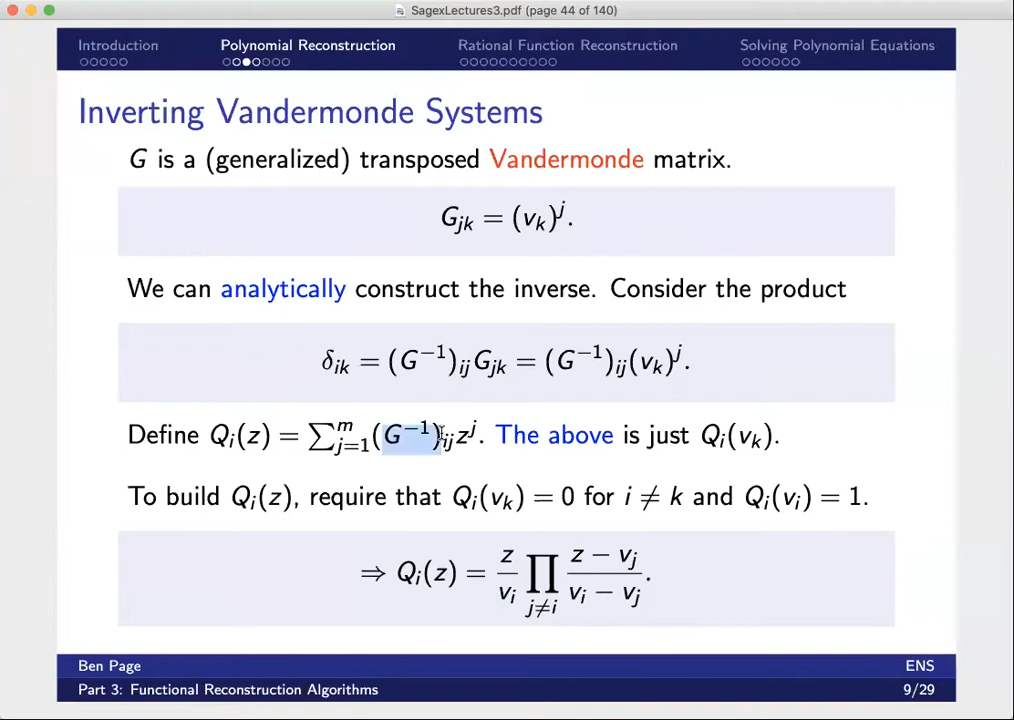 SagexLectures3.pdf (page 44 of 140)
Introduction Polynomial Reconstruction Rational Function Reconstruction Solving Polynomial Equations
Inverting Vandermonde Systems
G is a (generalized) transposed Vandermonde matrix.
G_{jk} = (v_k)^j.
We can analytically construct the inverse. Consider the product
δ_{ik} = (G^{−1})_{ij}G_{jk} = (G^{−1})_{ij}(v_k)^j.
Define Q_i(z) = ∑_{j=1}^{m}(G^{−1})_{ij}z^j. The above is just Q_i(v_k).
To build Q_i(z), require that Q_i(v_k) = 0 for i ≠ k and Q_i(v_i) = 1.
⇒ Q_i(z) = \frac{z}{v_i} ∏_{j≠i} \frac{z − v_j}{v_i − v_j}.
Ben Page ENS
Part 3: Functional Reconstruction Algorithms 9/29